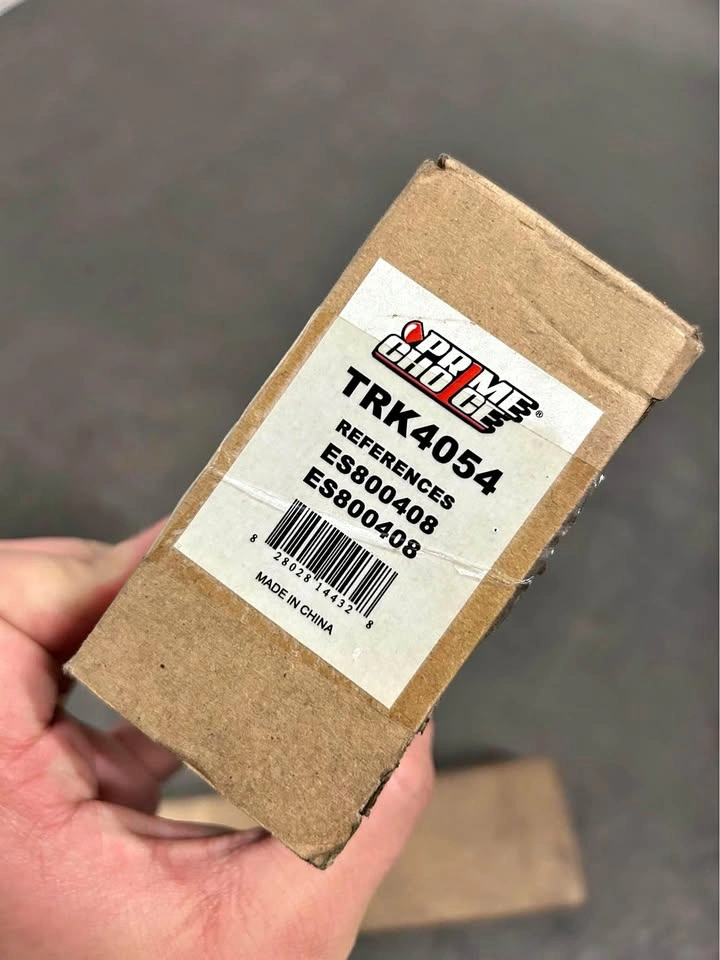 PRIME
CHOICE®
TRK4054
REFERENCES
ES800408
ES800408
8 28028 14432 8
MADE IN CHINA